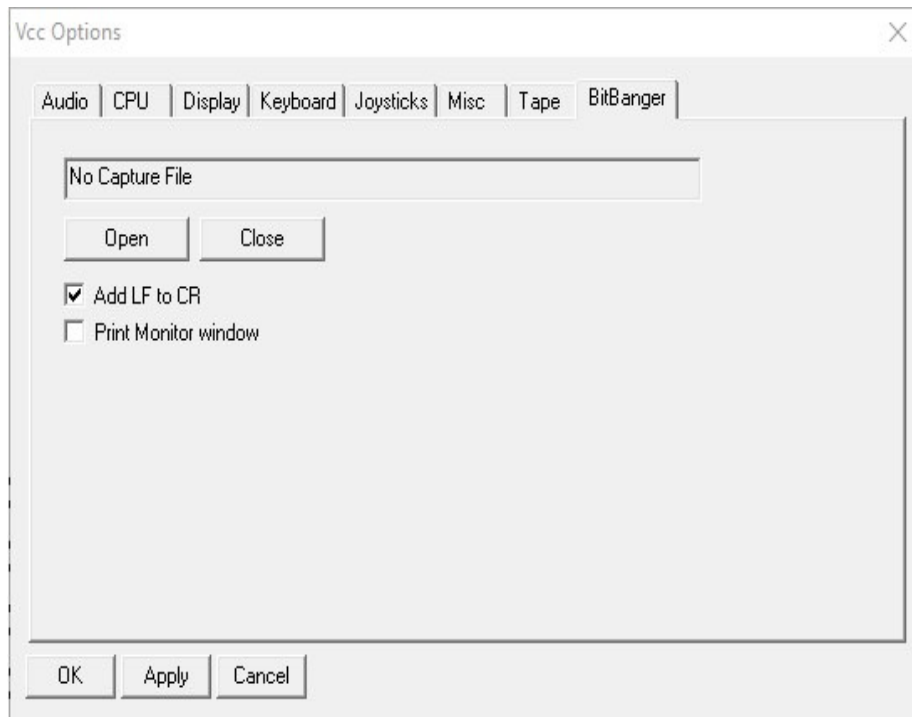 Vcc Options
Audio CPU Display Keyboard Joysticks Misc Tape BitBanger
No Capture File
Open Close
Add LF to CR
Print Monitor window
OK Apply Cancel